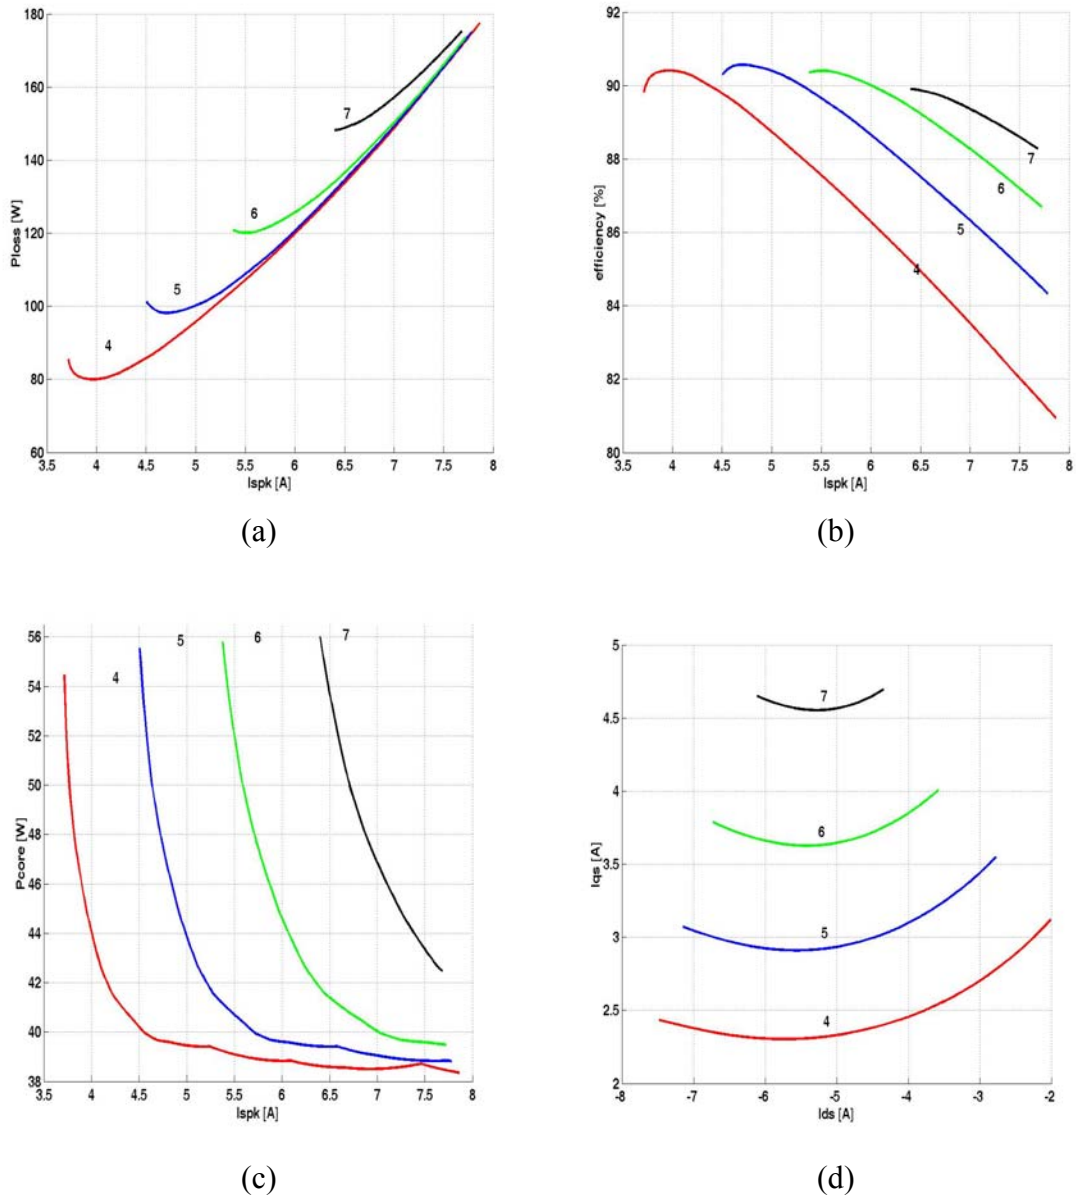 180
160
140
120
100
80
60
Ploss [W]
7
6
5
4
3.5 4 4.5 5 5.5 6 6.5 7 7.5 8
Ispk [A]
(a)
92
90
88
86
84
82
80
efficiency [%]
7
6
5
4
3.5 4 4.5 5 5.5 6 6.5 7 7.5 8
Ispk [A]
(b)
56
54
52
50
48
46
44
42
40
38
Pcore [W]
4
5
6
7
3.5 4 4.5 5 5.5 6 6.5 7 7.5 8
Ispk [A]
(c)
5
4.5
4
3.5
3
2.5
2
Iqs [A]
7
6
5
4
-8 -7 -6 -5 -4 -3 -2
Ids [A]
(d)